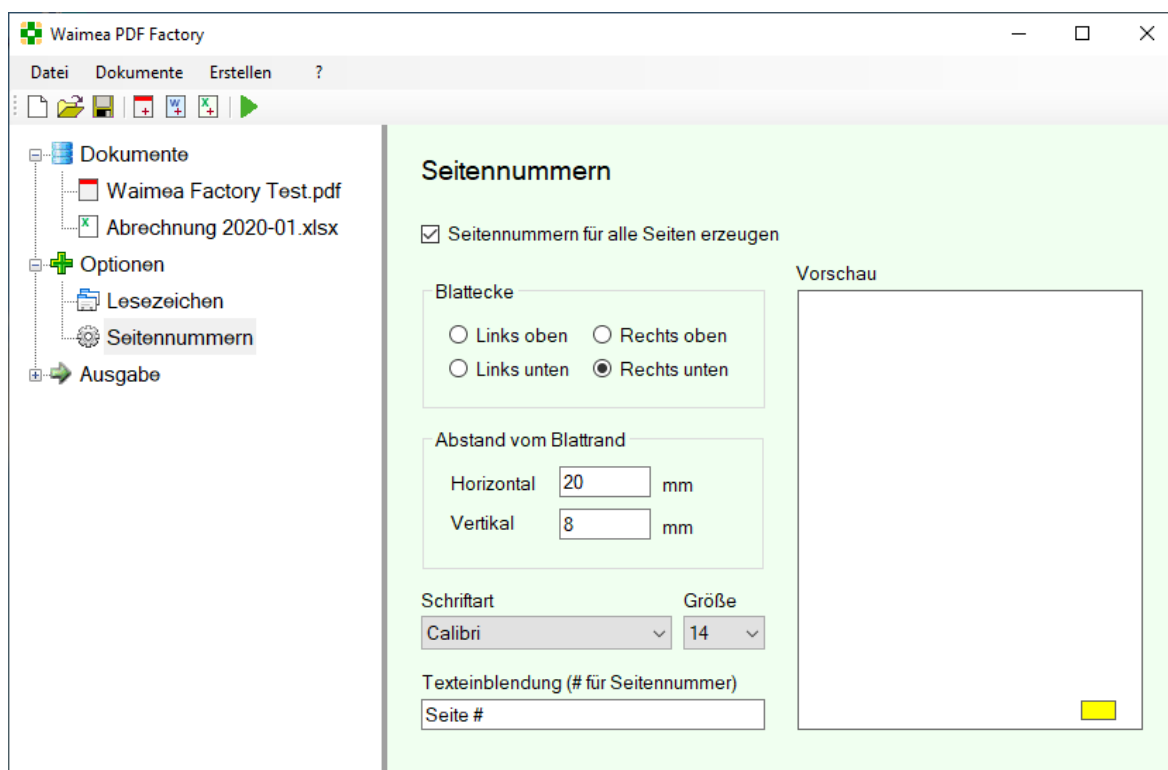 Waimea PDF Factory
Datei Dokumente Erstellen ?
Dokumente
Waimea Factory Test.pdf
Abrechnung 2020-01.xlsx
Optionen
Lesezeichen
Seitennummern
Ausgabe
Seitennummern
Seitennummern für alle Seiten erzeugen
Blattecke
Links oben Rechts oben
Links unten Rechts unten
Abstand vom Blattrand
Horizontal 20 mm
Vertikal 8 mm
Schriftart Größe
Calibri 14
Texteinblendung (# für Seitennummer)
Seite #
Vorschau